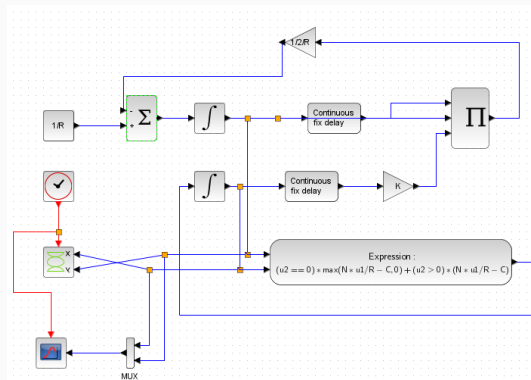 1/2/R
-
+
Σ
1/R
∫
Continuous
fix delay
Π
∫
Continuous
fix delay
K
X
Y
Expression :
(u2 == 0) * max(N * u1/R − C, 0) + (u2 > 0) * (N * u1/R − C)
MUX